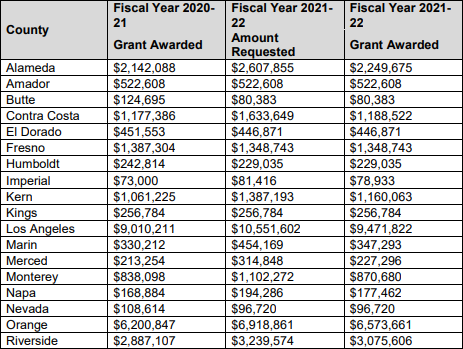 County Fiscal Year 2020-21 Grant Awarded Fiscal Year 2021-22 Amount Requested Fiscal Year 2021-22 Grant Awarded
Alameda $2,142,088 $2,607,855 $2,249,675
Amador $522,608 $522,608 $522,608
Butte $124,695 $80,383 $80,383
Contra Costa $1,177,386 $1,633,649 $1,188,522
El Dorado $451,553 $446,871 $446,871
Fresno $1,387,304 $1,348,743 $1,348,743
Humboldt $242,814 $229,035 $229,035
Imperial $73,000 $81,416 $78,933
Kern $1,061,225 $1,387,193 $1,160,063
Kings $256,784 $256,784 $256,784
Los Angeles $9,010,211 $10,551,602 $9,471,822
Marin $330,212 $454,169 $347,293
Merced $213,254 $314,848 $227,296
Monterey $838,098 $1,102,272 $870,680
Napa $168,884 $194,286 $177,462
Nevada $108,614 $96,720 $96,720
Orange $6,200,847 $6,918,861 $6,573,661
Riverside $2,887,107 $3,239,574 $3,075,606